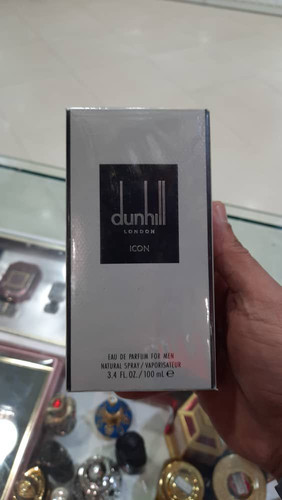 dunhill
LONDON
ICON
EAU DE PARFUM FOR MEN
NATURAL SPRAY / VAPORISATEUR
3.4 FL. OZ. / 100 ml ℮